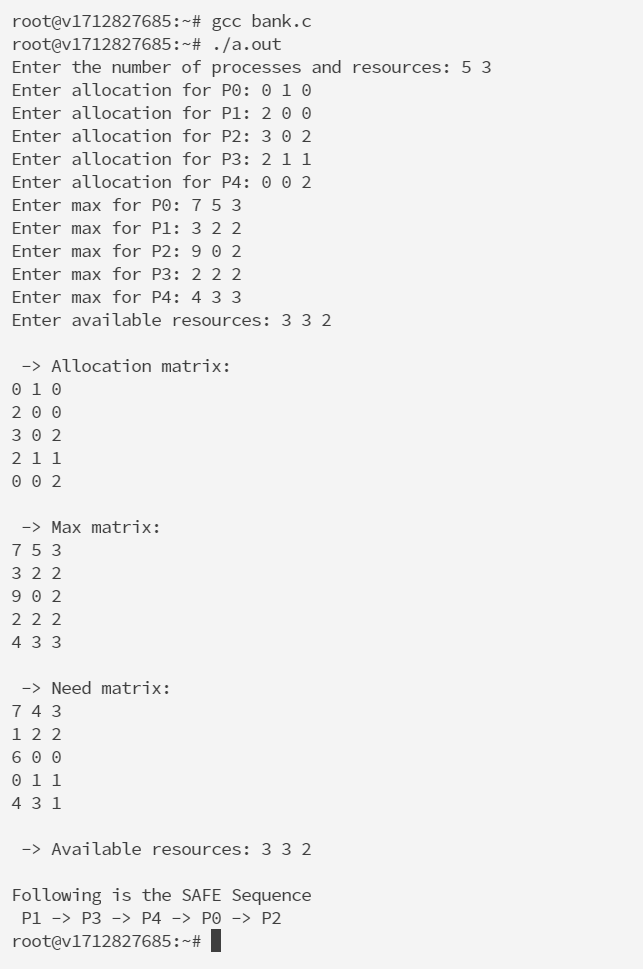 root@v1712827685:~# gcc bank.c
root@v1712827685:~# ./a.out
Enter the number of processes and resources: 5 3
Enter allocation for P0: 0 1 0
Enter allocation for P1: 2 0 0
Enter allocation for P2: 3 0 2
Enter allocation for P3: 2 1 1
Enter allocation for P4: 0 0 2
Enter max for P0: 7 5 3
Enter max for P1: 3 2 2
Enter max for P2: 9 0 2
Enter max for P3: 2 2 2
Enter max for P4: 4 3 3
Enter available resources: 3 3 2

 -> Allocation matrix:
0 1 0
2 0 0
3 0 2
2 1 1
0 0 2

 -> Max matrix:
7 5 3
3 2 2
9 0 2
2 2 2
4 3 3

 -> Need matrix:
7 4 3
1 2 2
6 0 0
0 1 1
4 3 1

 -> Available resources: 3 3 2

Following is the SAFE Sequence
 P1 -> P3 -> P4 -> P0 -> P2
root@v1712827685:~#